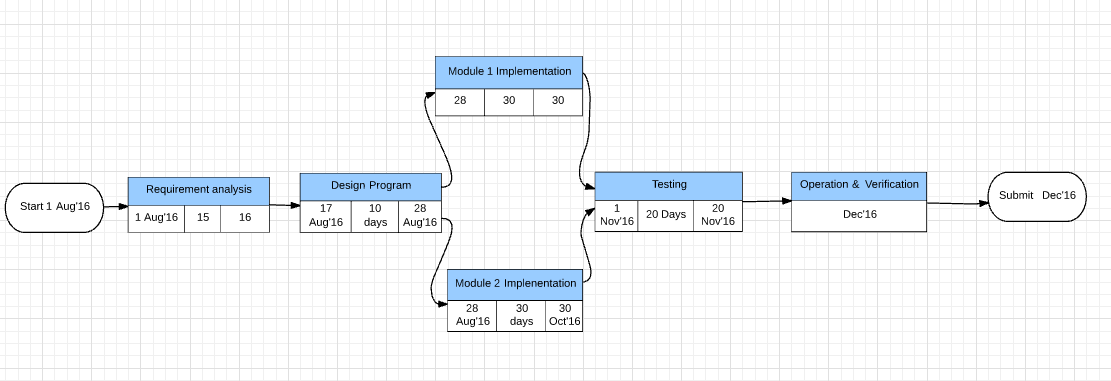 Start 1 Aug'16
Requirement analysis
1 Aug'16
15
16
Design Program
17
Aug'16
10
days
28
Aug'16
Module 1 Implementation
28
30
30
Module 2 Implenentation
28
Aug'16
30
days
30
Oct'16
Testing
1
Nov'16
20 Days
20
Nov'16
Operation & Verification
Dec'16
Submit Dec'16